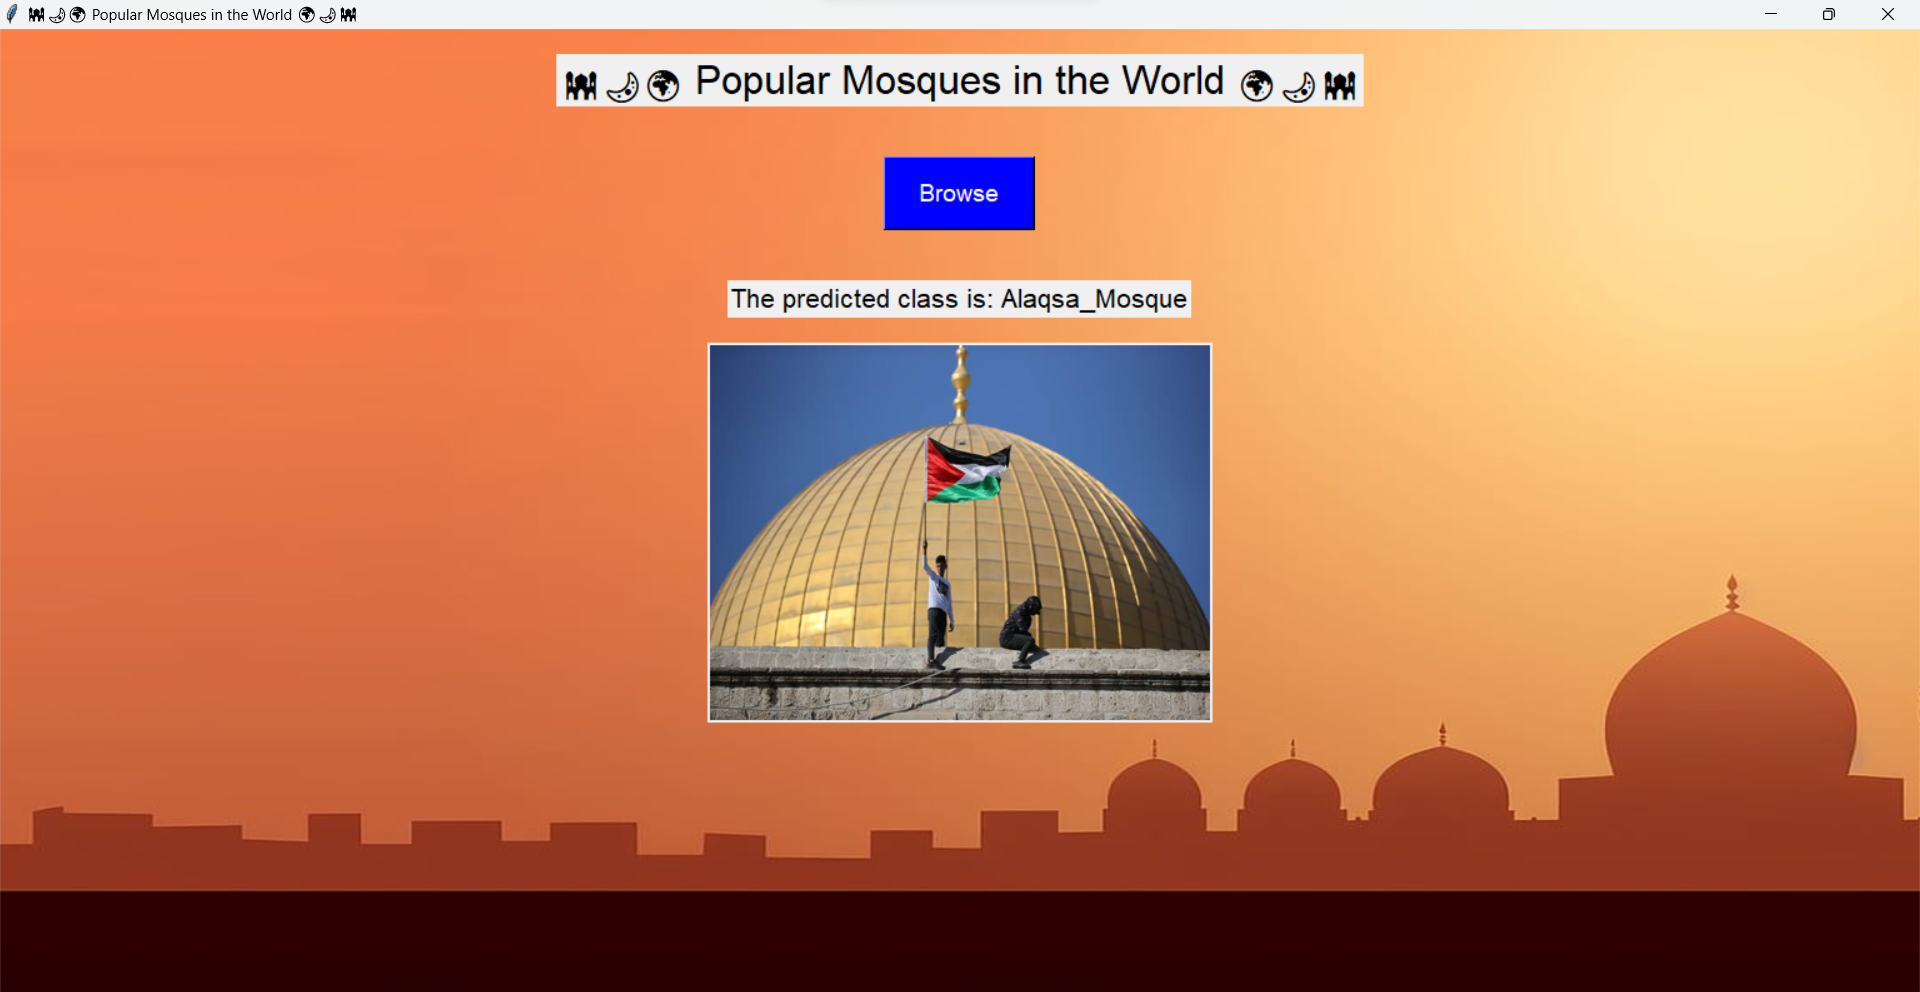 🕌🌙🌍 Popular Mosques in the World 🌍🌙🕌
🕌🌙🌍 Popular Mosques in the World 🌍🌙🕌
Browse
The predicted class is: Alaqsa_Mosque